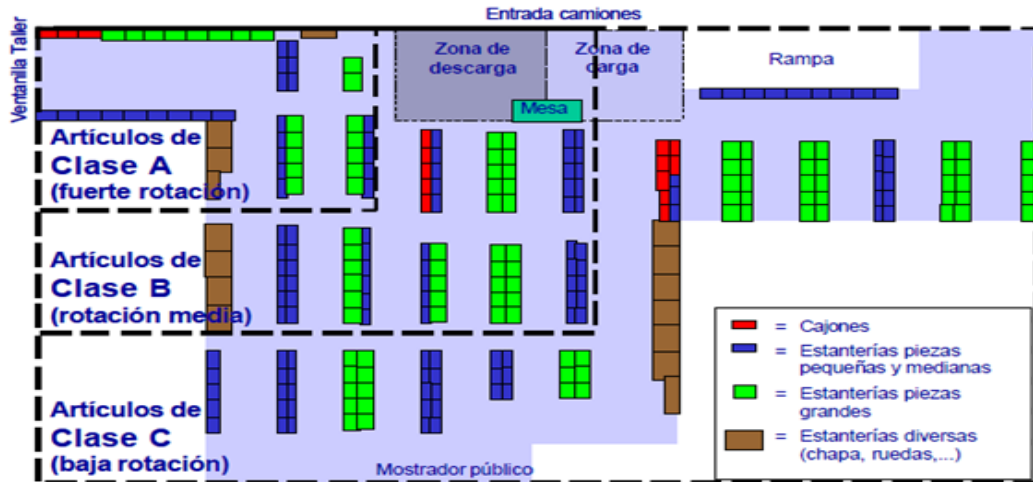 Entrada camiones
Ventanilla Taller
Zona de
descarga
Zona de
carga
Rampa
Mesa
Artículos de
Clase A
(fuerte rotación)
Artículos de
Clase B
(rotación media)
Artículos de
Clase C
(baja rotación)
Mostrador público
= Cajones
= Estanterías piezas
pequeñas y medianas
= Estanterías piezas
grandes
= Estanterías diversas
(chapa, ruedas,...)